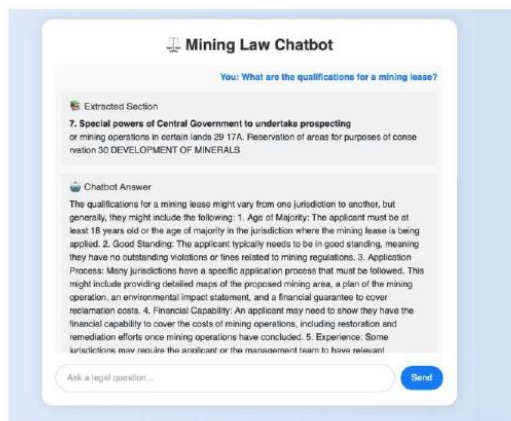 Mining Law Chatbot
You: What are the qualifications for a mining lease?
Extracted Section
7. Special powers of Central Government to undertake prospecting
or mining operations in certain lands 29 17A. Reservation of areas for purposes of conse
rvation 30 DEVELOPMENT OF MINERALS
Chatbot Answer
The qualifications for a mining lease might vary from one jurisdiction to another, but
generally, they might include the following: 1. Age of Majority: The applicant must be at
least 18 years old or the age of majority in the jurisdiction where the mining lease is being
applied. 2. Good Standing: The applicant typically needs to be in good standing, meaning
they have no outstanding violations or fines related to mining regulations. 3. Application
Process: Many jurisdictions have a specific application process that must be followed. This
might include providing detailed maps of the proposed mining area, a plan of the mining
operation, an environmental impact statement, and a financial guarantee to cover
reclamation costs. 4. Financial Capability: An applicant may need to show they have the
financial capability to cover the costs of mining operations, including restoration and
remediation efforts once mining operations have concluded. 5. Experience: Some
jurisdictions may require the applicant or the management team to have relevant
Ask a legal question...
Send